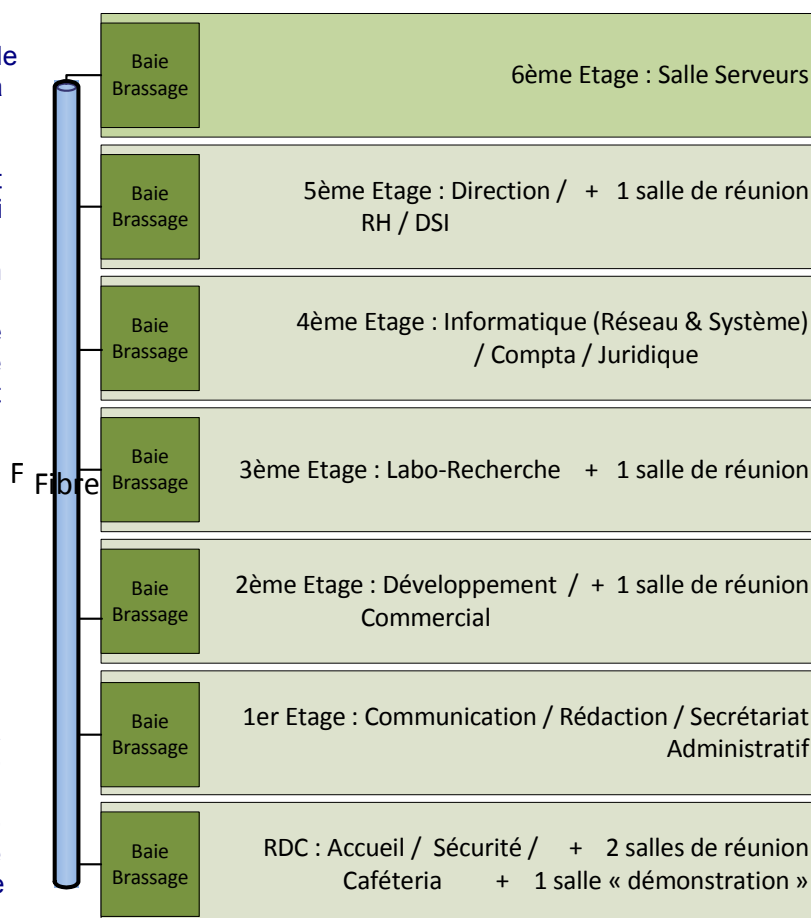 Baie
Brassage
6ème Etage : Salle Serveurs
Baie
Brassage
5ème Etage : Direction / + 1 salle de réunion
RH / DSI
Baie
Brassage
4ème Etage : Informatique (Réseau & Système)
/ Compta / Juridique
Baie
Brassage
F Fibre
3ème Etage : Labo-Recherche + 1 salle de réunion
Baie
Brassage
2ème Etage : Développement / + 1 salle de réunion
Commercial
Baie
Brassage
1er Etage : Communication / Rédaction / Secrétariat
Administratif
Baie
Brassage
RDC : Accueil / Sécurité / + 2 salles de réunion
Caféteria + 1 salle « démonstration »